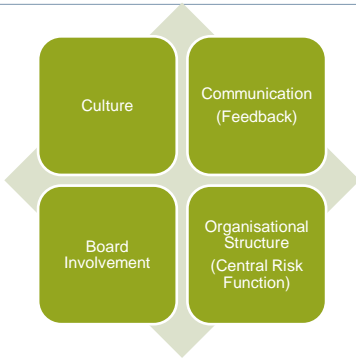 Culture
Communication
(Feedback)
Board
Involvement
Organisational
Structure
(Central Risk
Function)